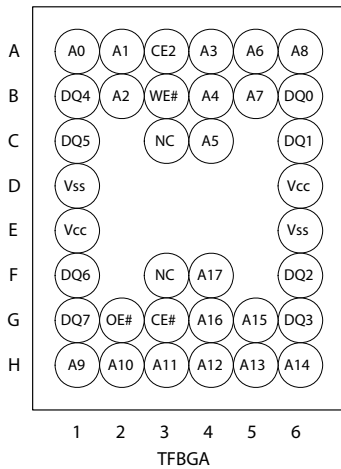 A A0 A1 CE2 A3 A6 A8
B DQ4 A2 WE# A4 A7 DQ0
C DQ5 NC A5 DQ1
D Vss Vcc
E Vcc Vss
F DQ6 NC A17 DQ2
G DQ7 OE# CE# A16 A15 DQ3
H A9 A10 A11 A12 A13 A14
1 2 3 4 5 6
TFBGA